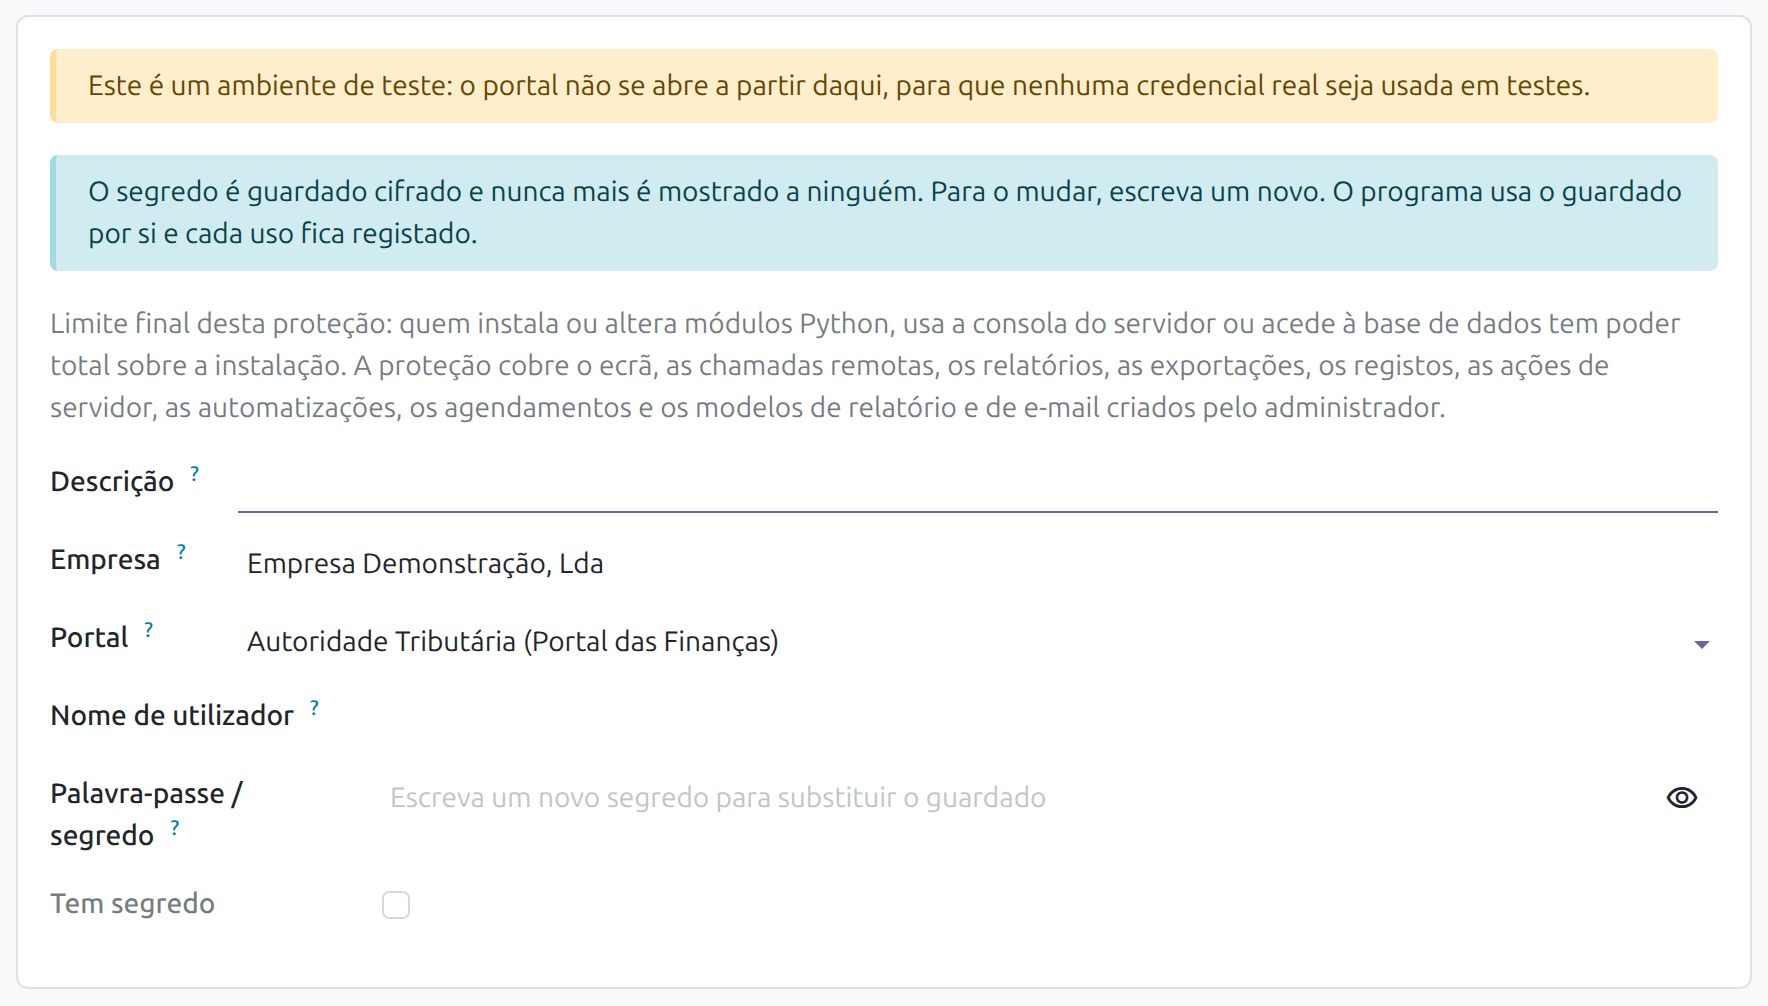 Este é um ambiente de teste: o portal não se abre a partir daqui, para que nenhuma credencial real seja usada em testes.
O segredo é guardado cifrado e nunca mais é mostrado a ninguém. Para o mudar, escreva um novo. O programa usa o guardado
por si e cada uso fica registado.
Limite final desta proteção: quem instala ou altera módulos Python, usa a consola do servidor ou acede à base de dados tem poder
total sobre a instalação. A proteção cobre o ecrã, as chamadas remotas, os relatórios, as exportações, os registos, as ações de
servidor, as automatizações, os agendamentos e os modelos de relatório e de e-mail criados pelo administrador.
Descrição ?
Empresa ? Empresa Demonstração, Lda
Portal ? Autoridade Tributária (Portal das Finanças)
Nome de utilizador ?
Palavra-passe / Escreva um novo segredo para substituir o guardado
segredo ?
Tem segredo